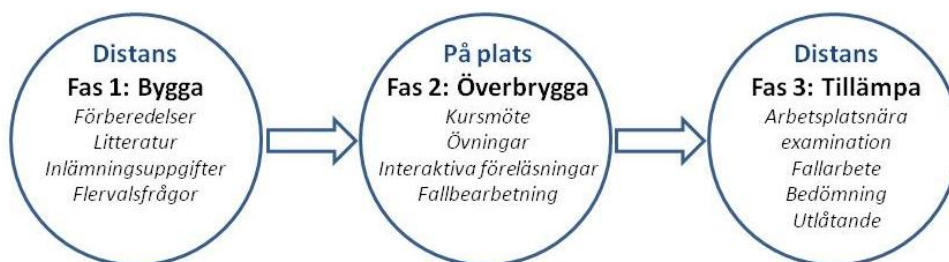 Distans
Fas 1: Bygga
Förberedelser
Litteratur
Inlämningsuppgifter
Flervalsfrågor
På plats
Fas 2: Överbrygga
Kursmöte
Övningar
Interaktiva föreläsningar
Fallbearbetning
Distans
Fas 3: Tillämpa
Arbetsplatsnära
examination
Fallarbete
Bedömning
Utlåtande